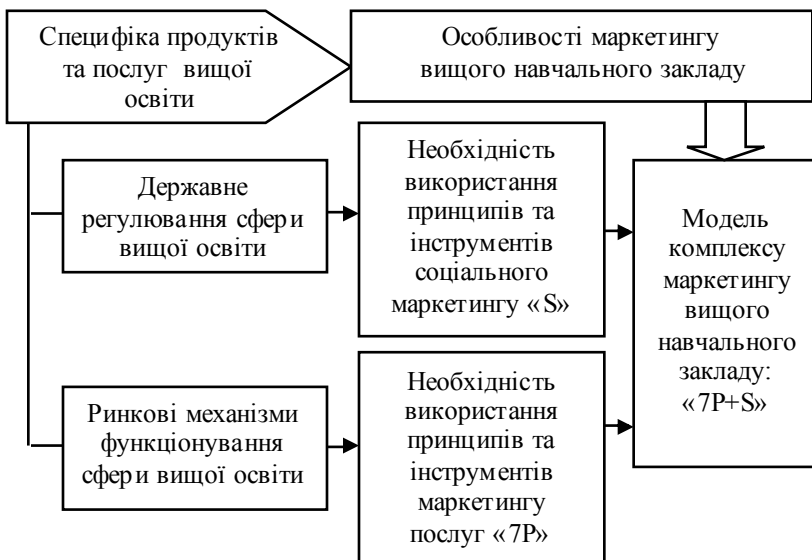 Специфіка продуктів
та послуг вищої
освіти
Особливості маркетингу
вищого навчального закладу
Державне
регулювання сфери
вищої освіти
Необхідність
використання
принципів та
інструментів
соціального
маркетингу «S»
Модель
комплексу
маркетингу
вищого
навчального
закладу:
«7P+S»
Ринкові механізми
функціонування
сфери вищої освіти
Необхідність
використання
принципів та
інструментів
маркетингу
послуг «7P»